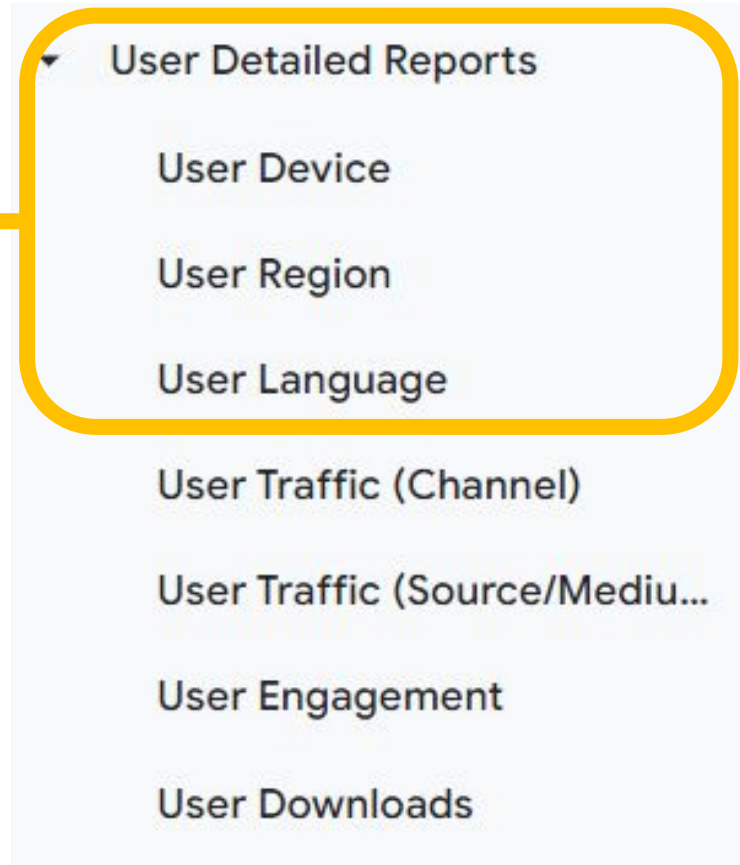 User Detailed Reports
User Device
User Region
User Language
User Traffic (Channel)
User Traffic (Source/Mediu...
User Engagement
User Downloads